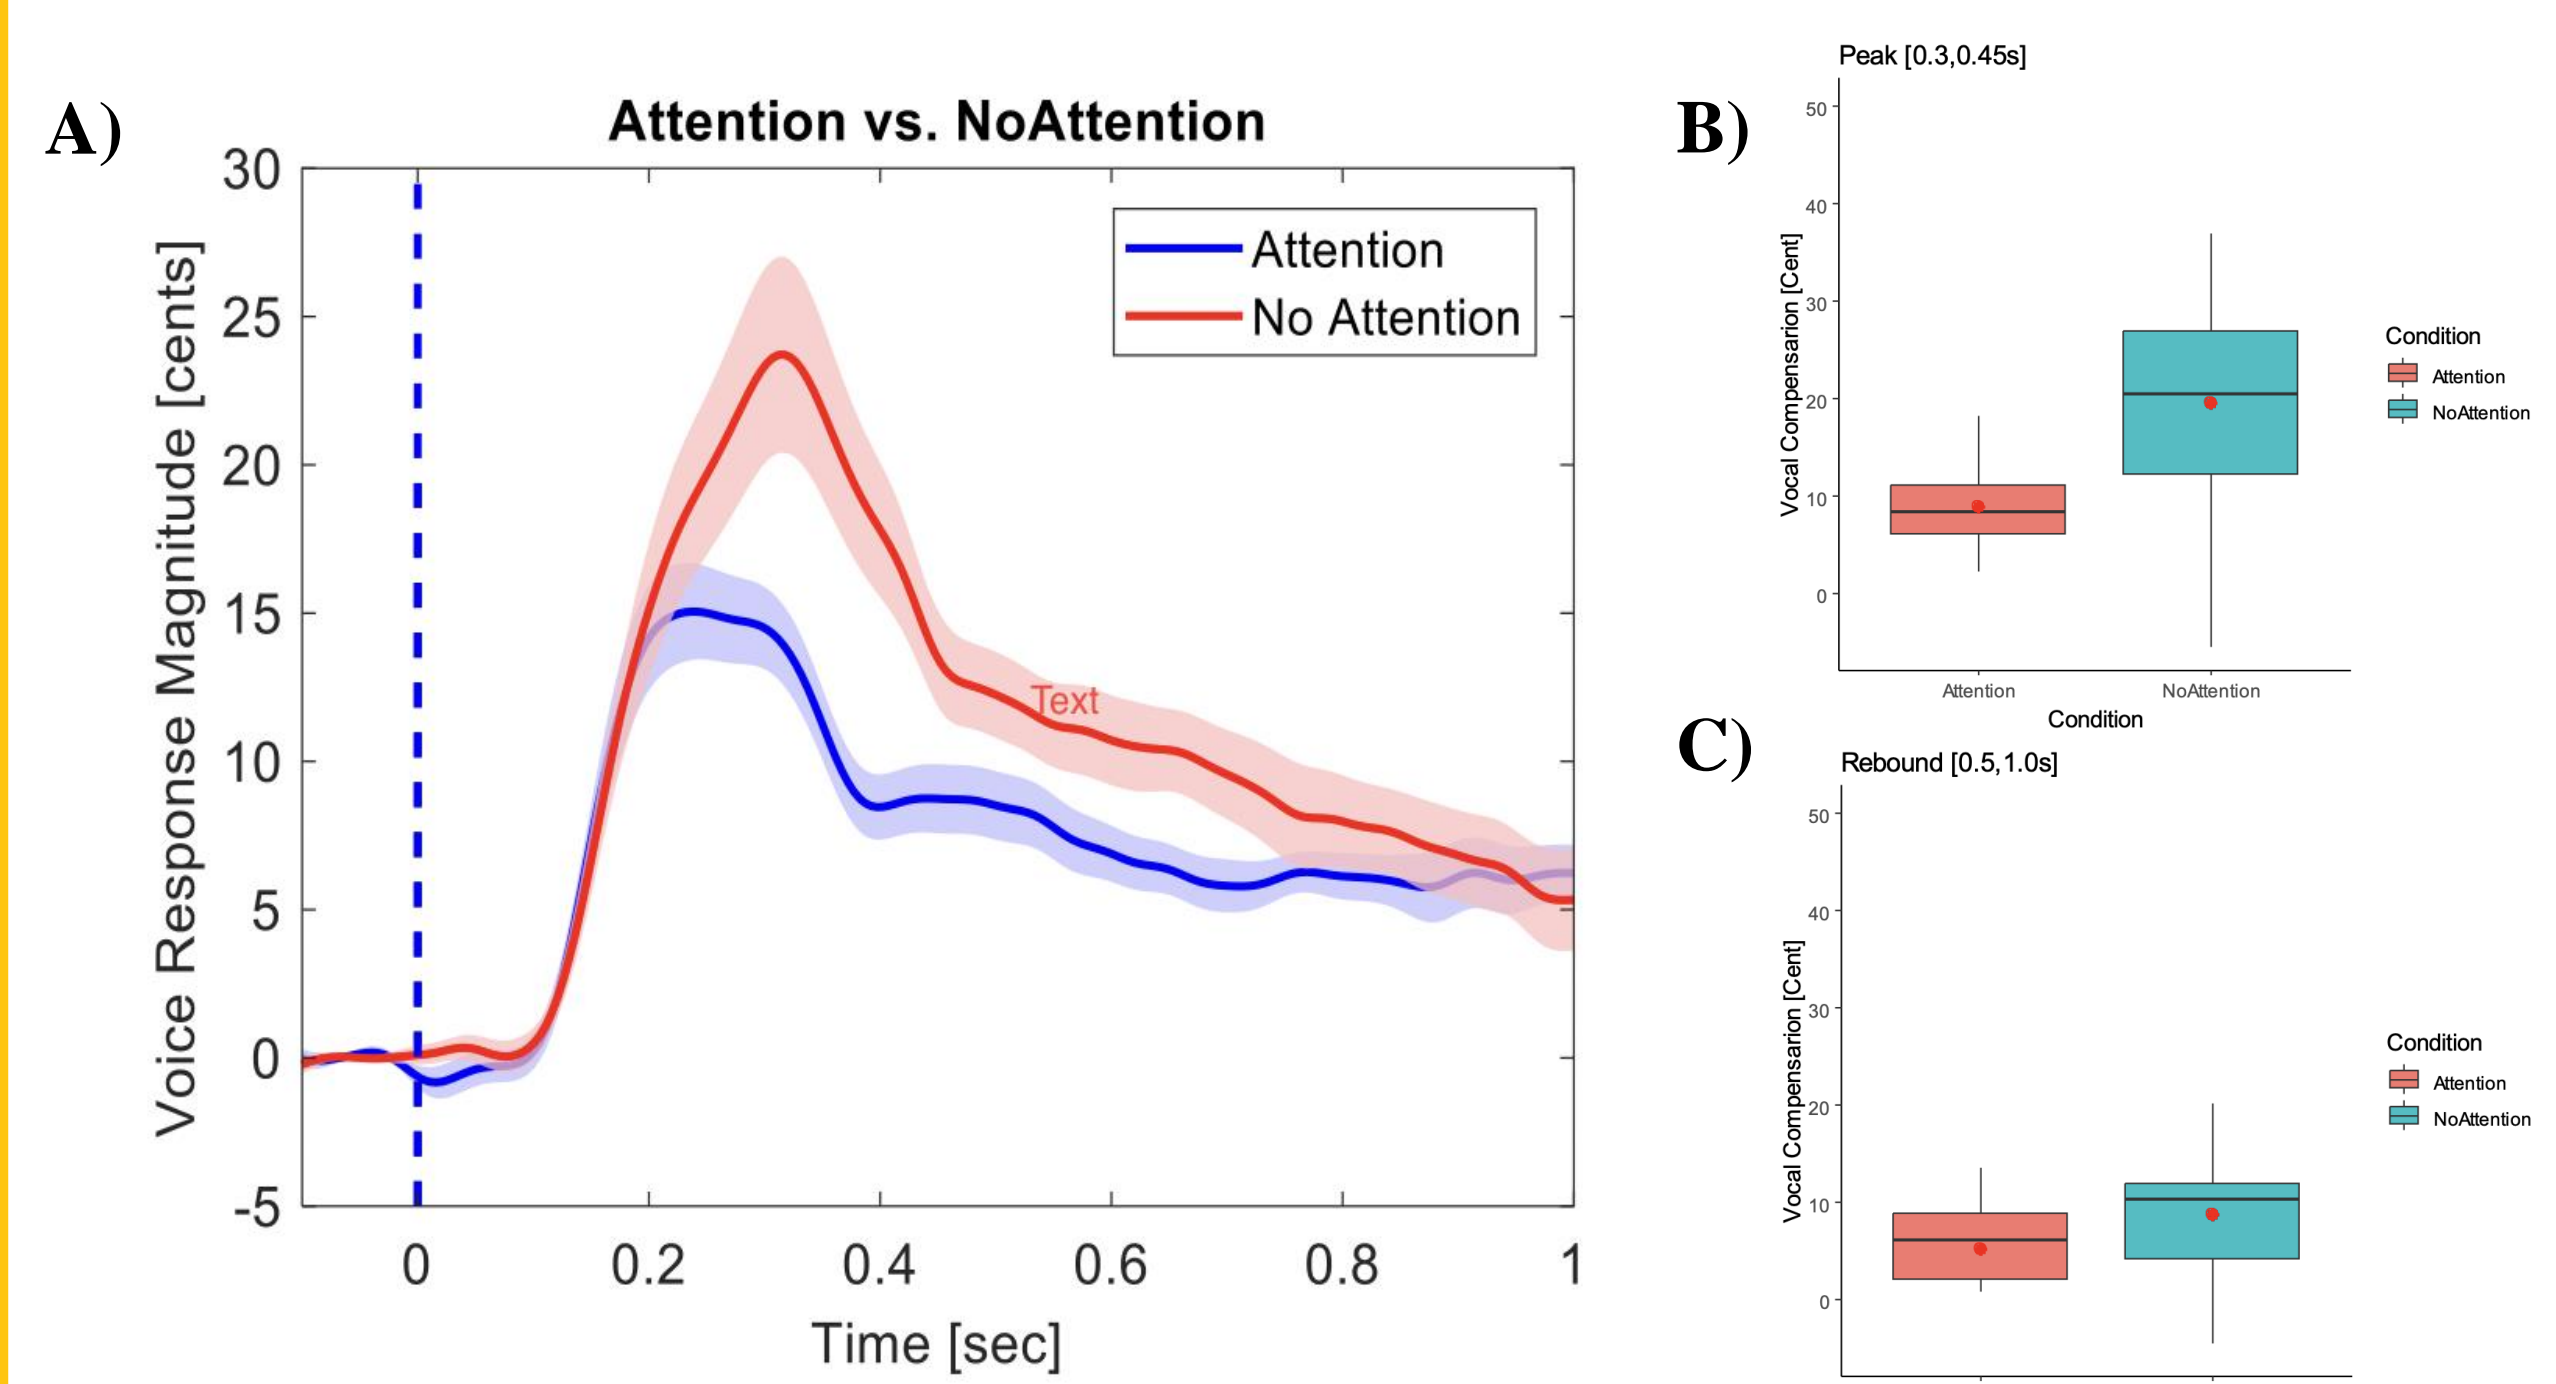 A)
Attention vs. NoAttention
Voice Response Magnitude [cents]
30
25
20
15
10
5
0
-5
Attention
No Attention
Text
0 0.2 0.4 0.6 0.8 1
Time [sec]
B)
Peak [0.3,0.45s]
Vocal Compensarion [Cent]
50
40
30
20
10
0
Attention NoAttention
Condition
Condition
Attention
NoAttention
C)
Rebound [0.5,1.0s]
Vocal Compensarion [Cent]
50
40
30
20
10
0
Condition
Attention
NoAttention